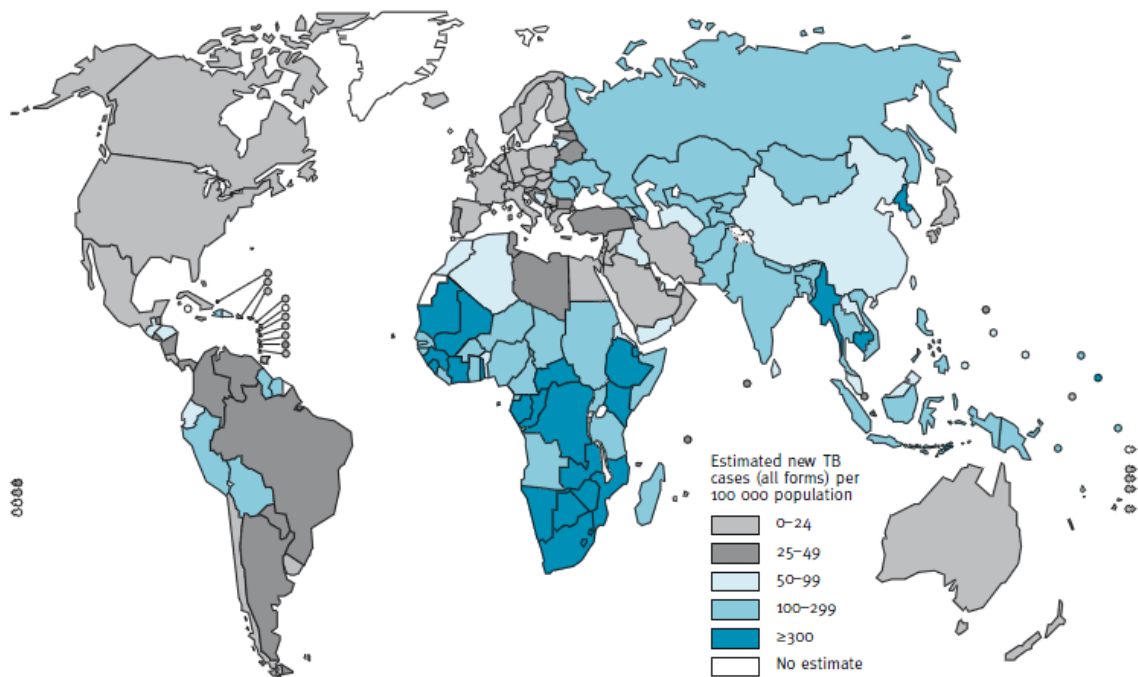 Estimated new TB
cases (all forms) per
100 000 population
0–24
25–49
50–99
100–299
≥300
No estimate